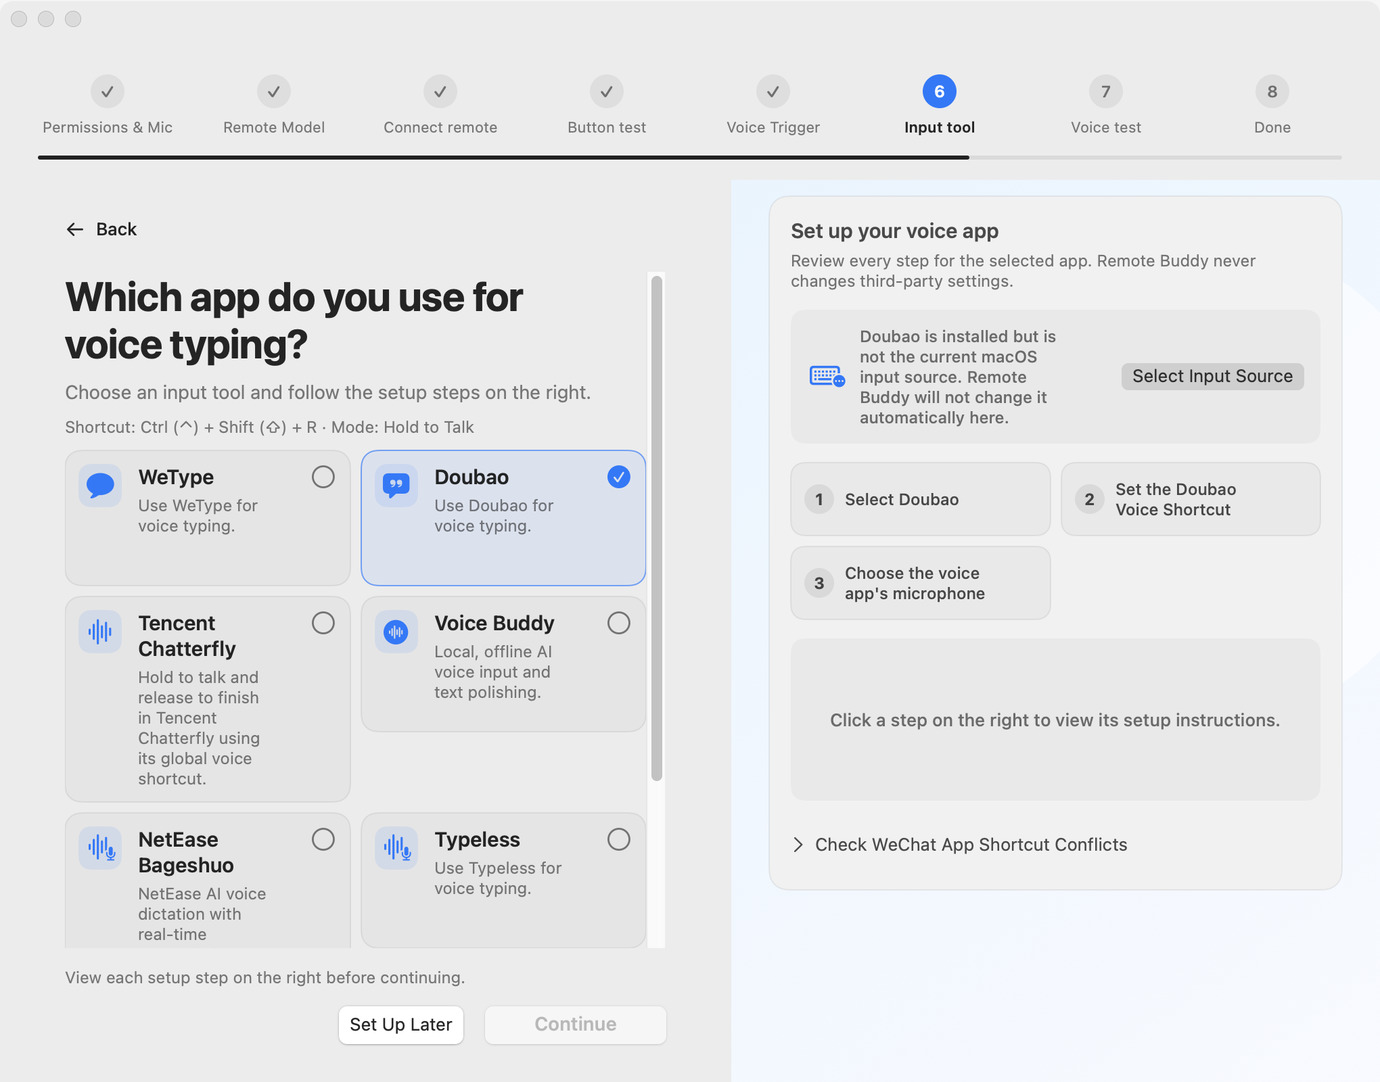 Permissions & Mic
Remote Model
Connect remote
Button test
Voice Trigger
6
Input tool
7
Voice test
8
Done
← Back
Which app do you use for
voice typing?
Choose an input tool and follow the setup steps on the right.
Shortcut: Ctrl (^) + Shift (⇧) + R · Mode: Hold to Talk
WeType
Use WeType for
voice typing.
Doubao
Use Doubao for
voice typing.
Tencent
Chatterfly
Hold to talk and
release to finish
in Tencent
Chatterfly using
its global voice
shortcut.
Voice Buddy
Local, offline AI
voice input and
text polishing.
NetEase
Bageshuo
NetEase AI voice
dictation with
real-time
Typeless
Use Typeless for
voice typing.
View each setup step on the right before continuing.
Set Up Later
Continue
Set up your voice app
Review every step for the selected app. Remote Buddy never
changes third-party settings.
Doubao is installed but is
not the current macOS
input source. Remote
Buddy will not change it
automatically here.
Select Input Source
1 Select Doubao
2 Set the Doubao
Voice Shortcut
3 Choose the voice
app's microphone
Click a step on the right to view its setup instructions.
Check WeChat App Shortcut Conflicts